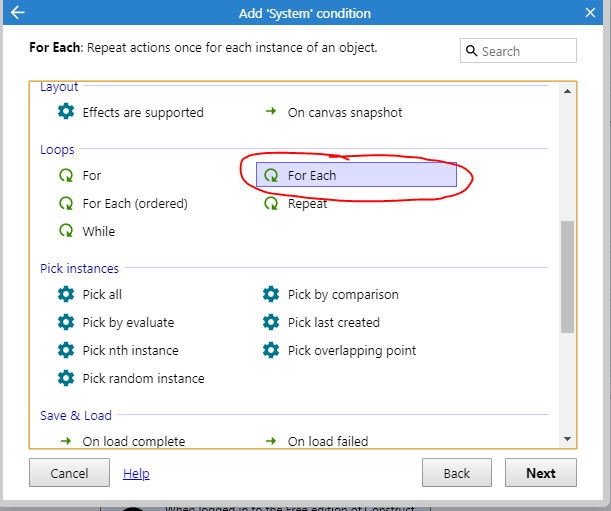 Add 'System' condition
For Each: Repeat actions once for each instance of an object.
Search
Layout
Effects are supported
On canvas snapshot
Loops
For
For Each
For Each (ordered)
Repeat
While
Pick instances
Pick all
Pick by comparison
Pick by evaluate
Pick last created
Pick nth instance
Pick overlapping point
Pick random instance
Save & Load
On load complete
On load failed
Cancel
Help
Back
Next
When logged in to the Free edition of Construct